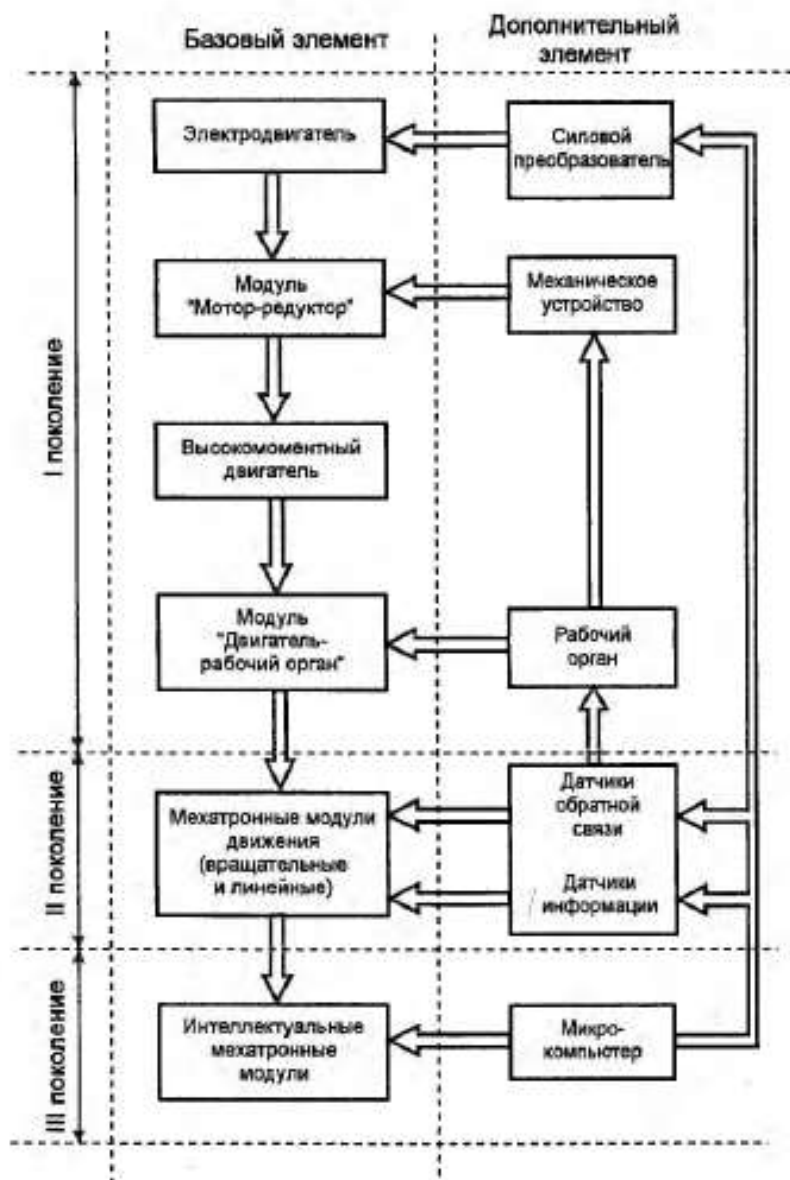 Базовый элемент
Дополнительный
элемент
I поколение
Электродвигатель
Силовой
преобразователь
Модуль
"Мотор-редуктор"
Механическое
устройство
Высокомоментный
двигатель
Модуль
"Двигатель-
рабочий орган"
Рабочий
орган
II поколение
Мехатронные модули
движения
(вращательные
и линейные)
Датчики
обратной
связи
Датчики
информации
III поколение
Интеллектуальные
мехатронные
модули
Микро-
компьютер